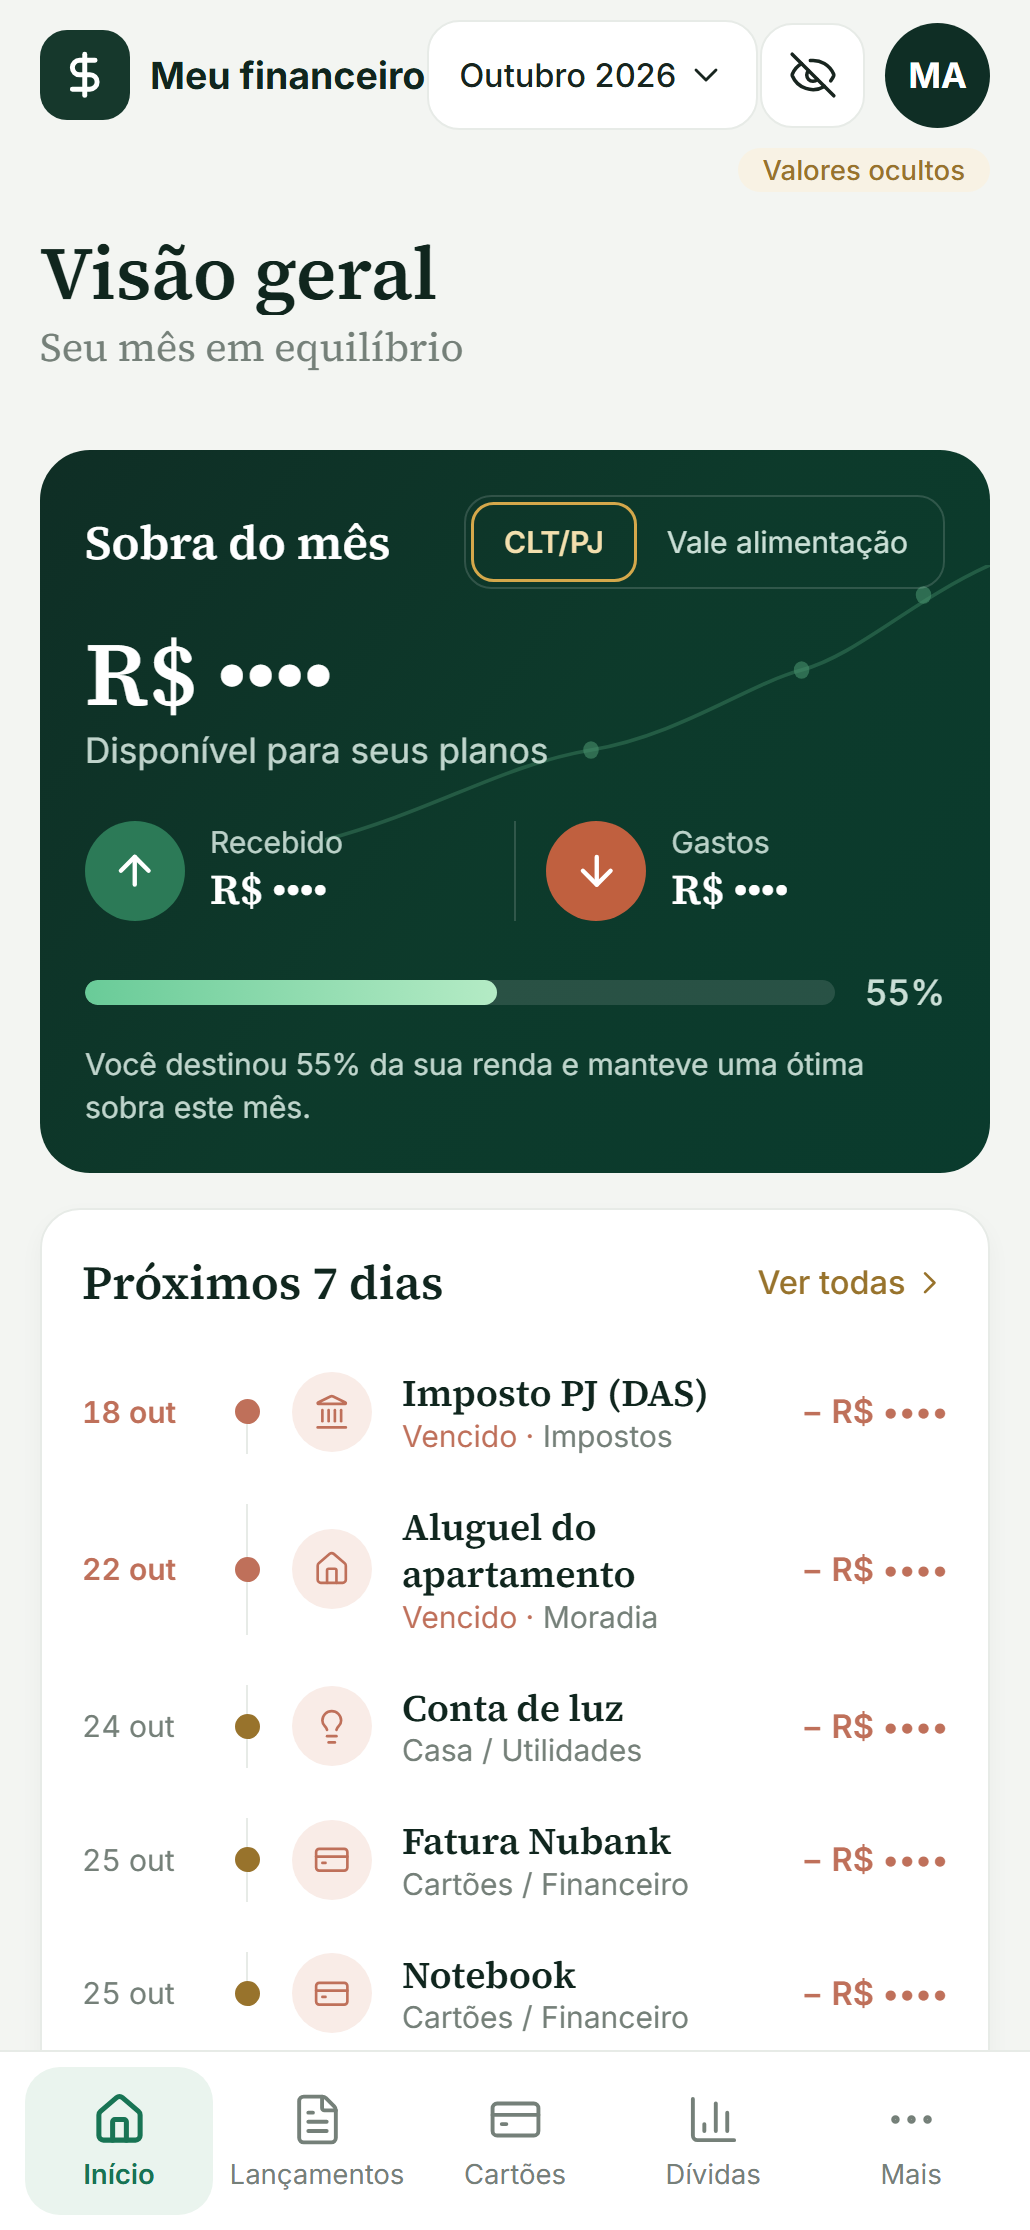 Meu financeiro
Outubro 2026
MA
Valores ocultos
Visão geral
Seu mês em equilíbrio
Sobra do mês
CLT/PJ
Vale alimentação
R$ ••••
Disponível para seus planos
Recebido
R$ ••••
Gastos
R$ ••••
55%
Você destinou 55% da sua renda e manteve uma ótima
sobra este mês.
Próximos 7 dias
Ver todas
18 out
Imposto PJ (DAS)
Vencido · Impostos
– R$ ••••
22 out
Aluguel do
apartamento
Vencido · Moradia
– R$ ••••
24 out
Conta de luz
Casa / Utilidades
– R$ ••••
25 out
Fatura Nubank
Cartões / Financeiro
– R$ ••••
25 out
Notebook
Cartões / Financeiro
– R$ ••••
Início
Lançamentos
Cartões
Dívidas
Mais